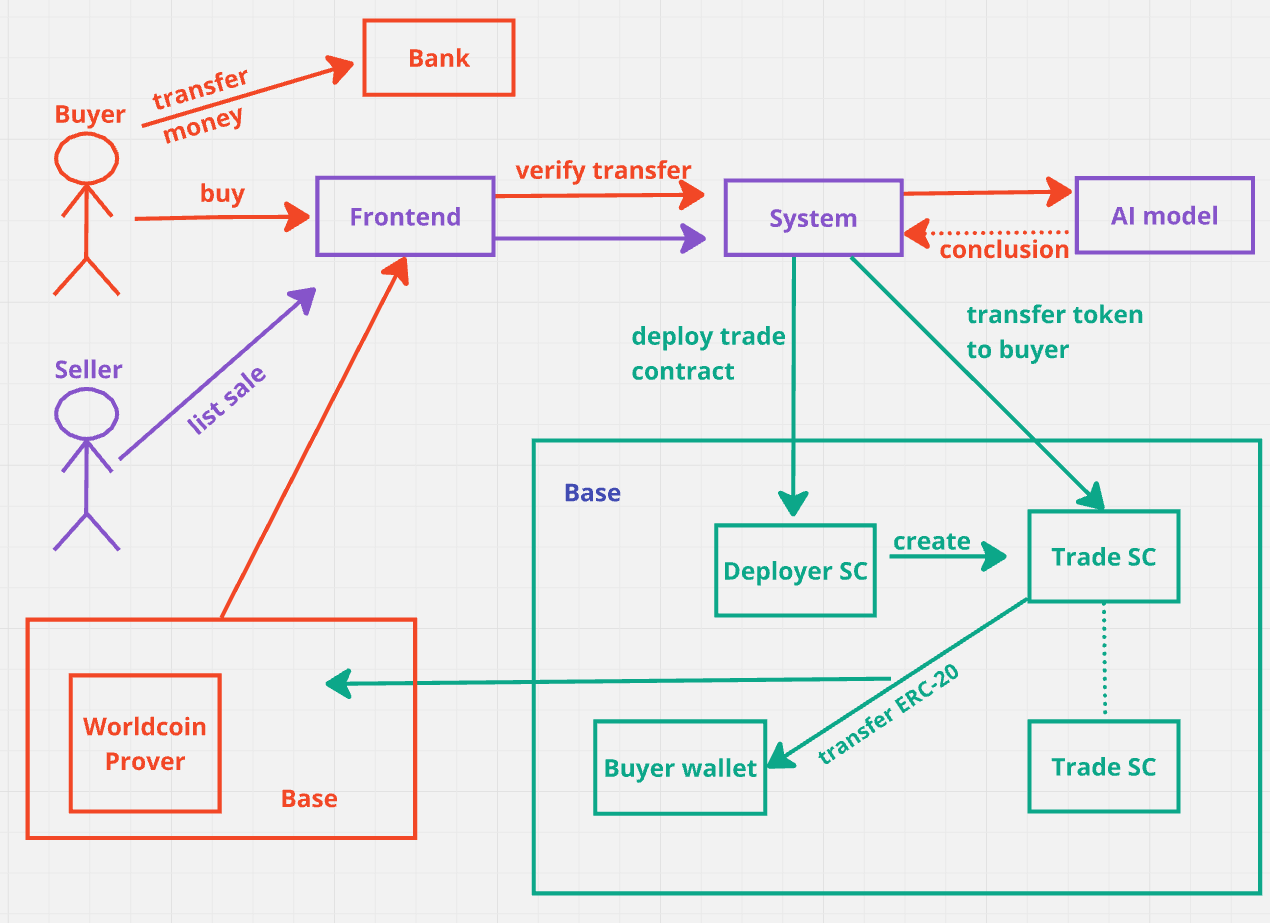 Bank
transfer
money
Buyer
buy
verify transfer
Frontend
System
AI model
conclusion
transfer token
to buyer
deploy trade
contract
Seller
list sale
Base
create
Deployer SC
Trade SC
transfer ERC-20
Worldcoin
Prover
Base
Buyer wallet
Trade SC